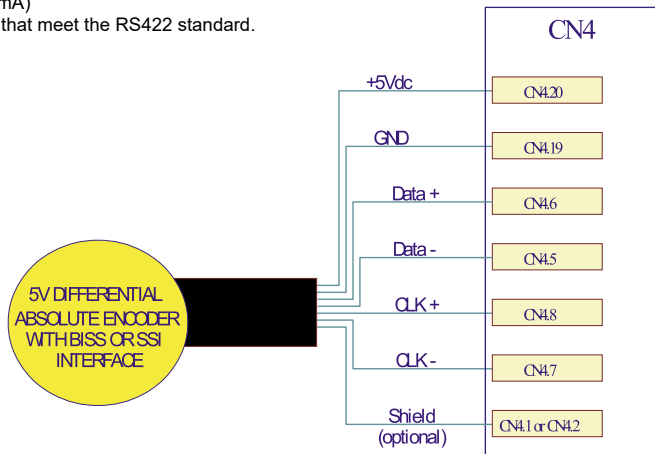 mA)
that meet the RS422 standard.
CN4
+5Vdc
CN4.20
GND
CN4.19
Data +
CN4.6
Data -
CN4.5
5V DIFFERENTIAL
ABSOLUTE ENCODER
WITH BISS OR SSI
INTERFACE
CLK +
CN4.8
CLK -
CN4.7
Shield
(optional)
CN4.1 or CN4.2